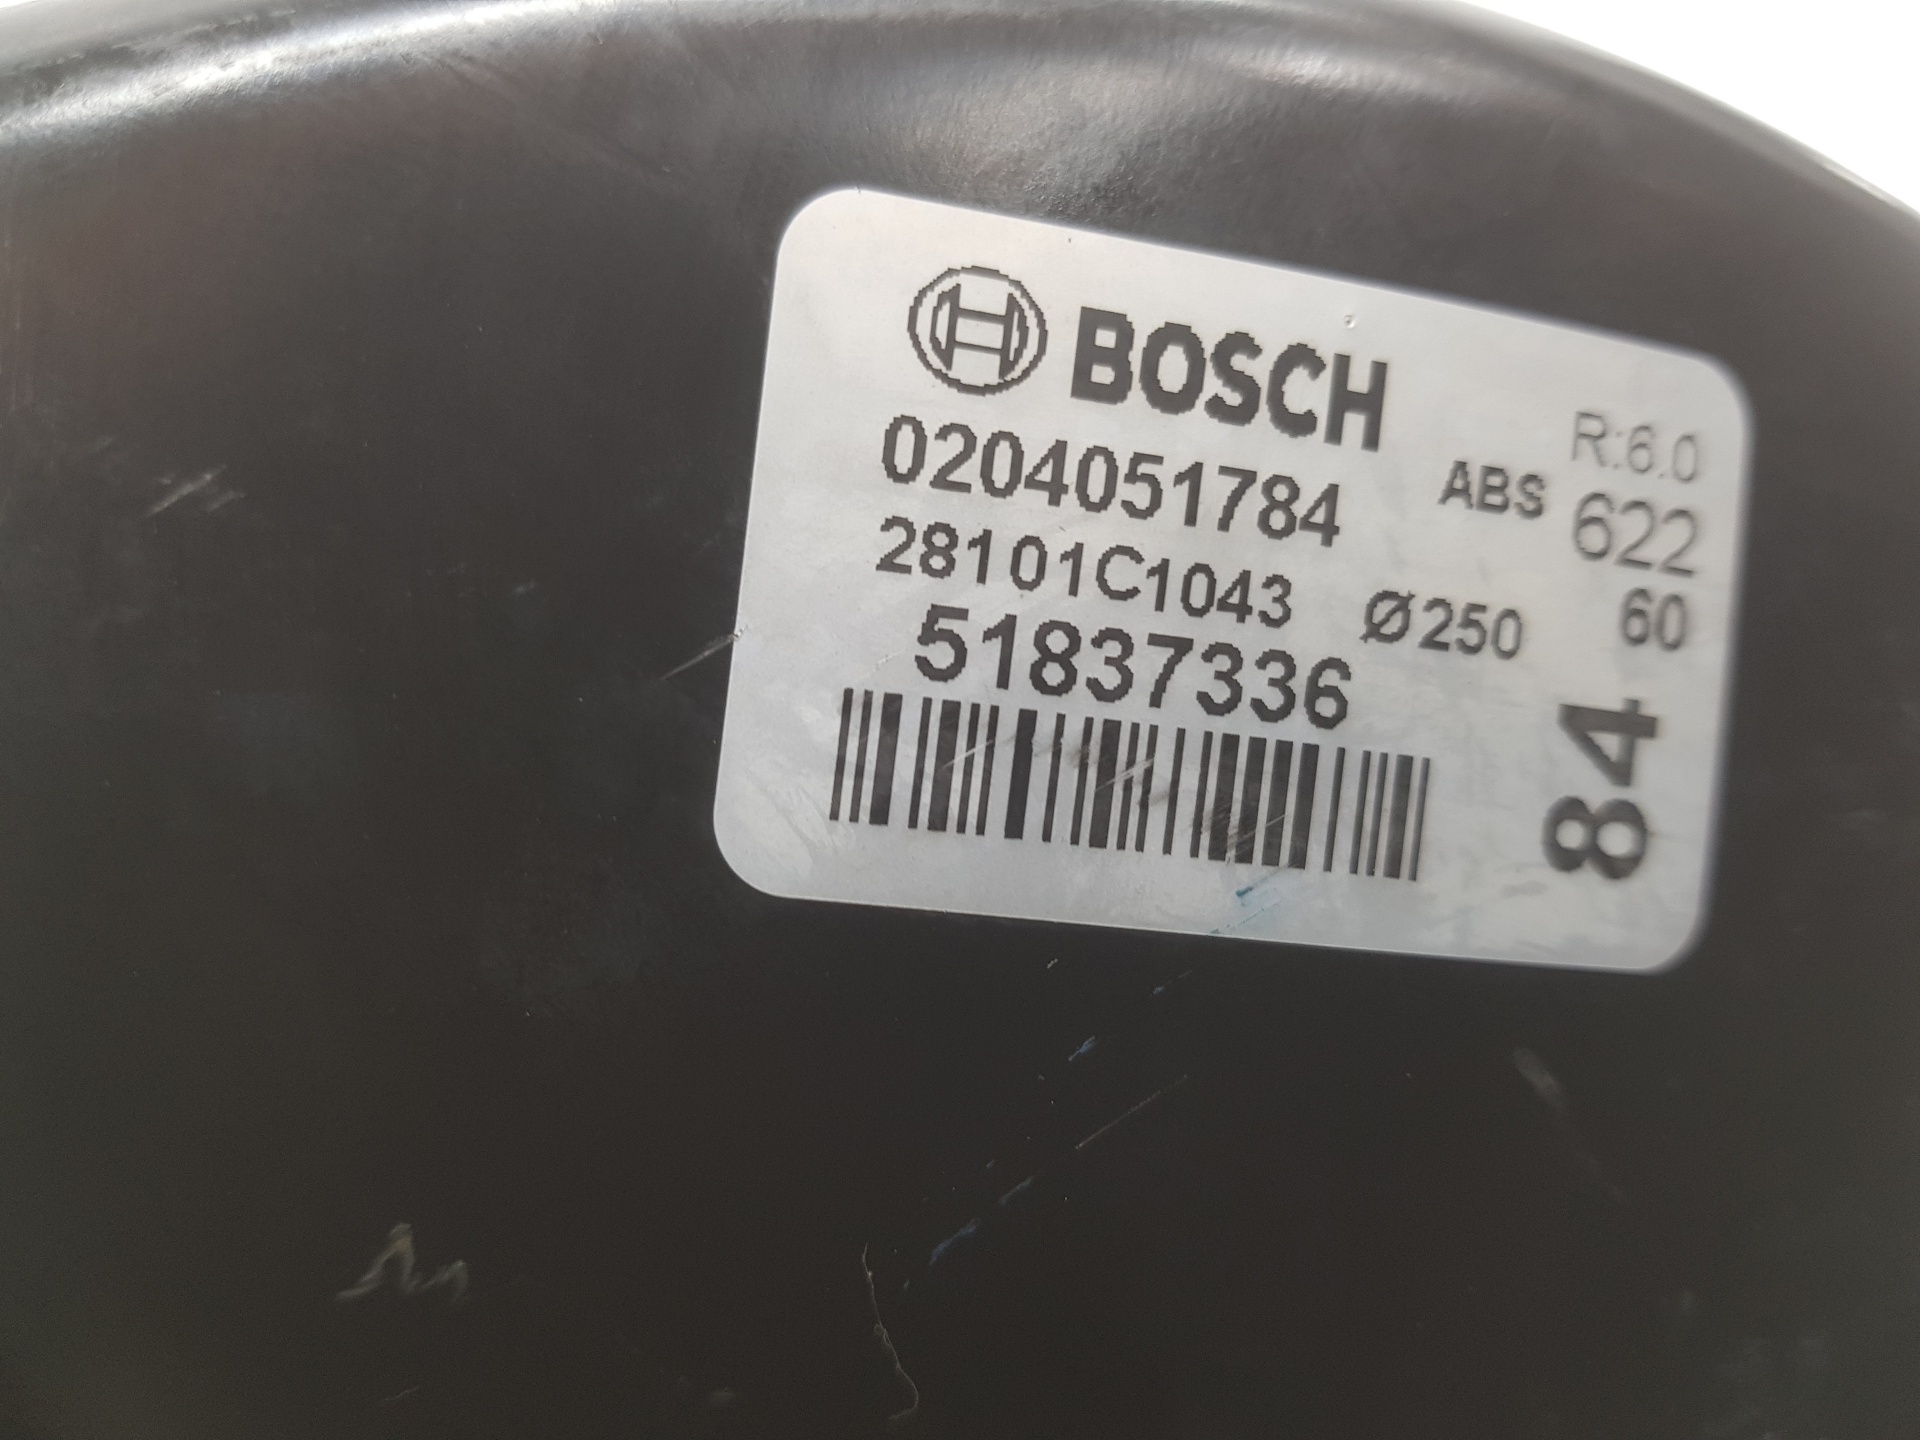 BOSCH
R:6.0
0204051784 ABS 622
28101C1043 Ø250 60
51837336
84